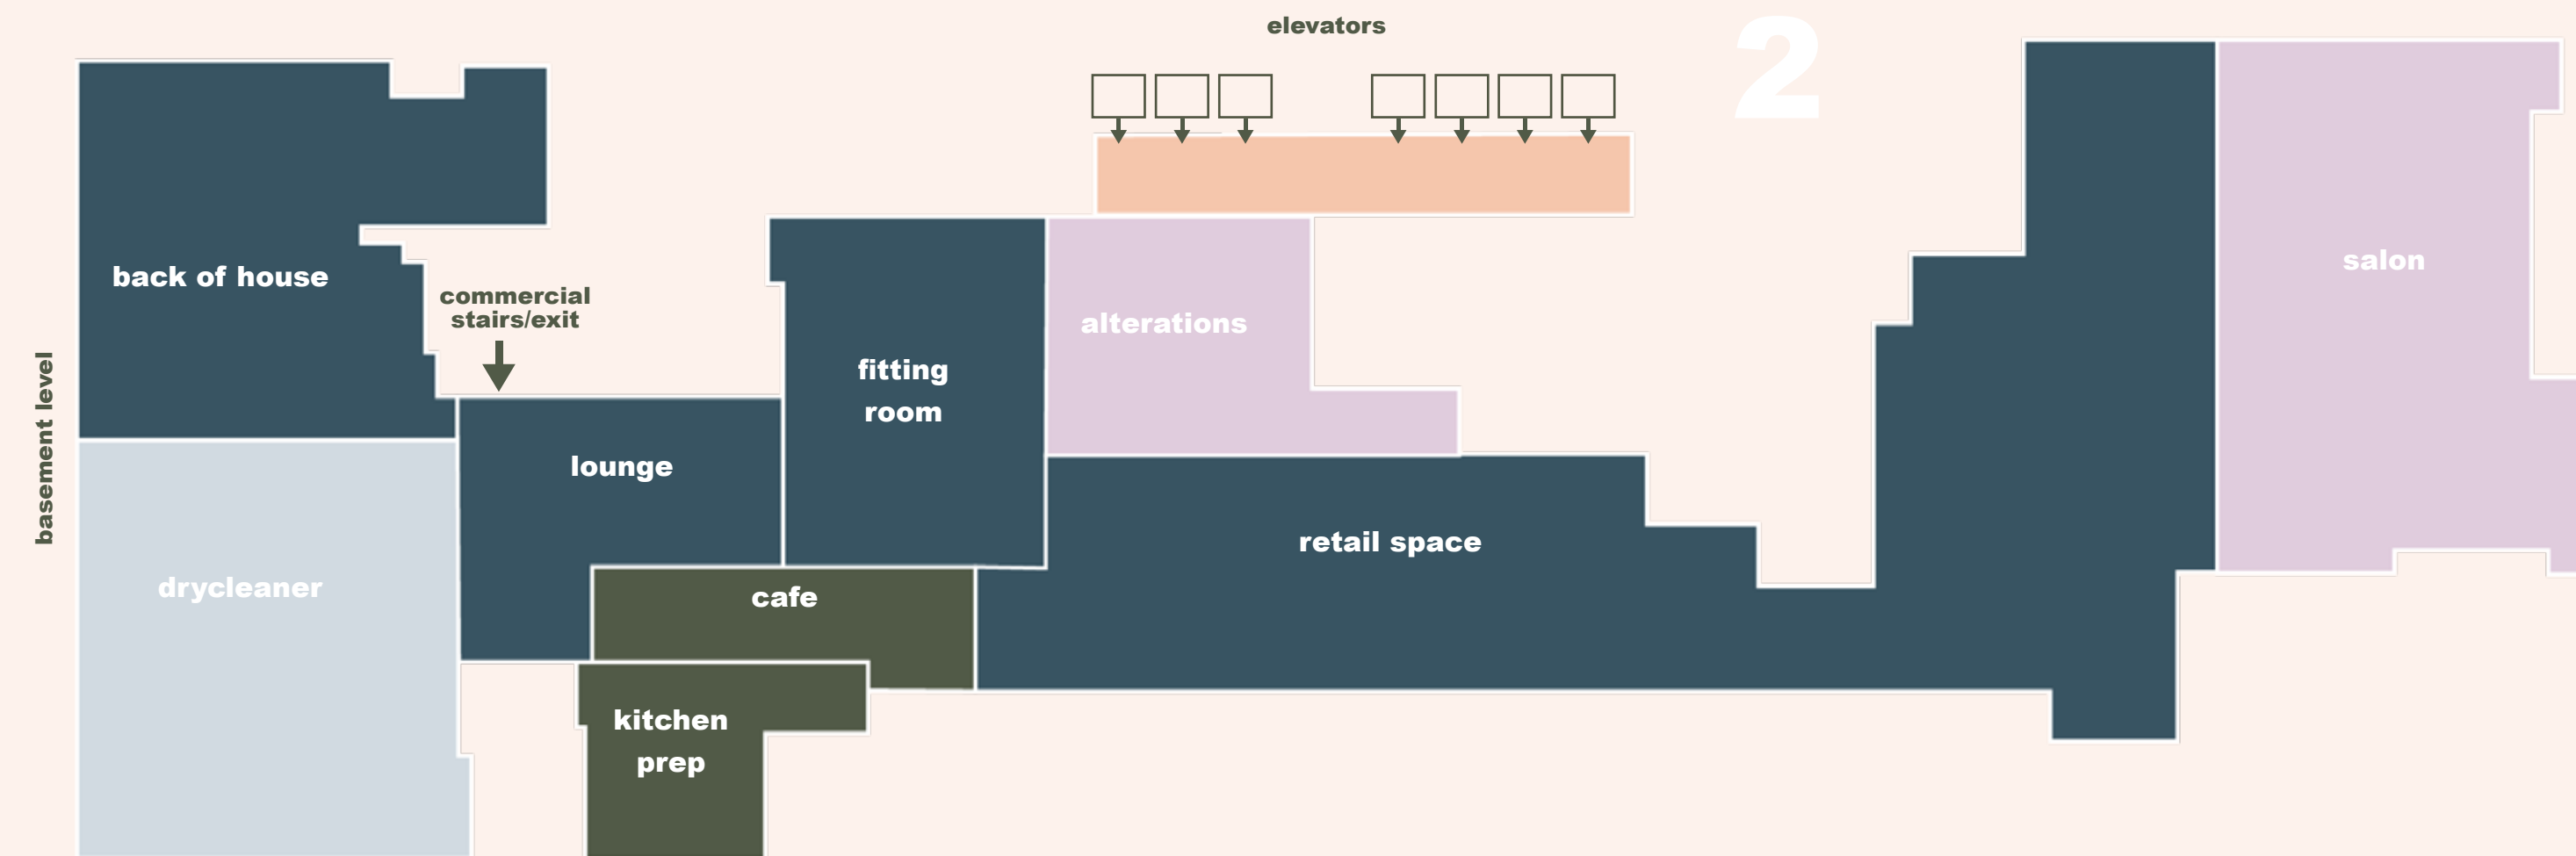 elevators
2
back of house
salon
commercial
stairs/exit
alterations
fitting
room
basement level
lounge
retail space
drycleaner
cafe
kitchen
prep